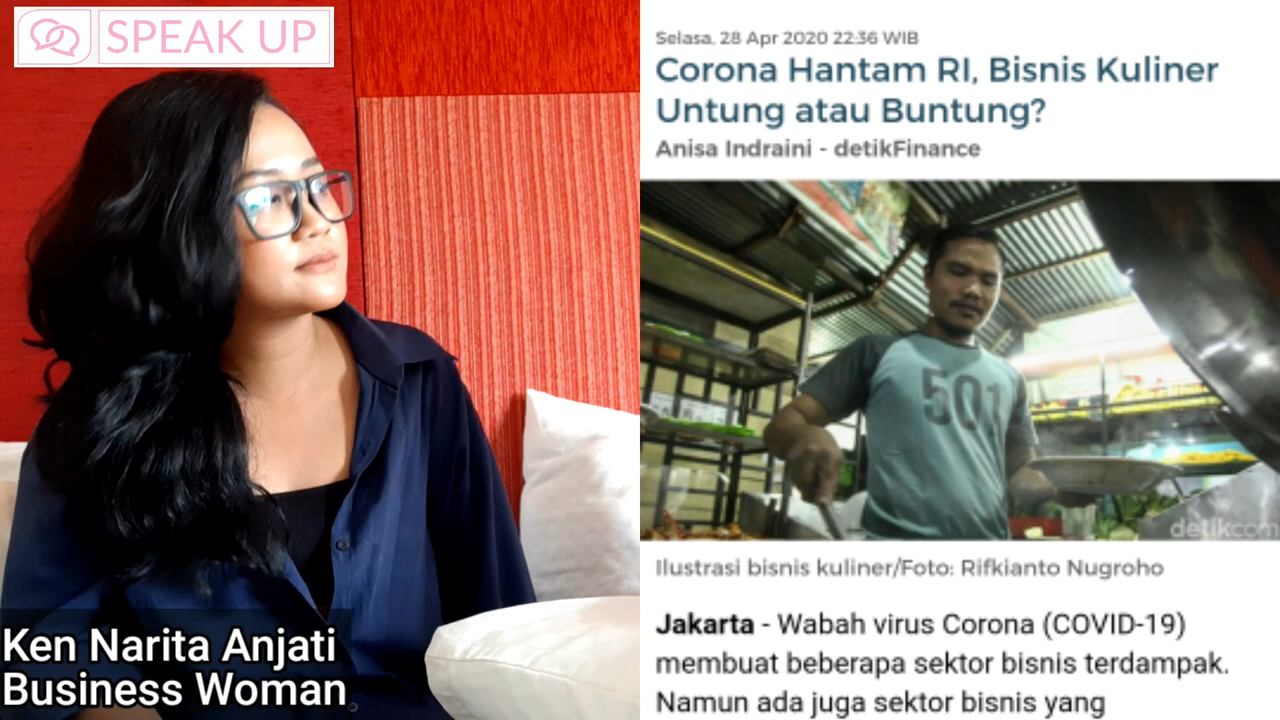 SPEAK UP
Ken Narita Anjati
Business Woman
Selasa, 28 Apr 2020 22:36 WIB
Corona Hantam RI, Bisnis Kuliner
Untung atau Buntung?
Anisa Indraini - detikFinance
501
detikcom
Ilustrasi bisnis kuliner/Foto: Rifkianto Nugroho
Jakarta - Wabah virus Corona (COVID-19)
membuat beberapa sektor bisnis terdampak.
Namun ada juga sektor bisnis yang